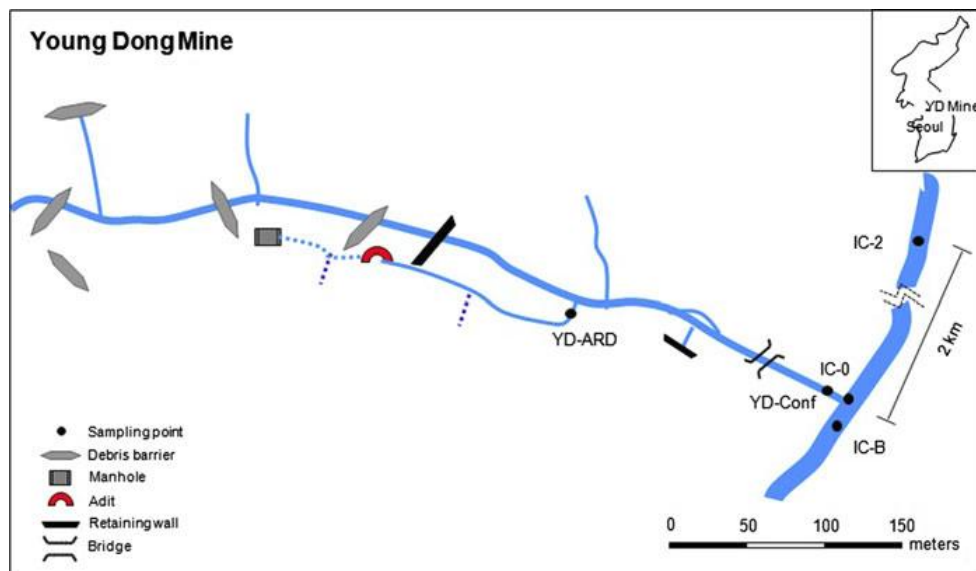 Young Dong Mine
YD Mine
Seoul
IC-2
2 km
YD-ARD
IC-0
YD-Conf
IC-B
Sampling point
Debris barrier
Manhole
Adit
Retaining wall
Bridge
0 50 100 150
meters